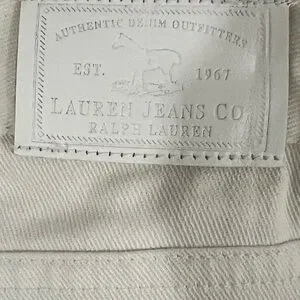 AUTHENTIC DENIM OUTFITTERS
EST. 1967
LAUREN JEANS CO
RALPH LAUREN